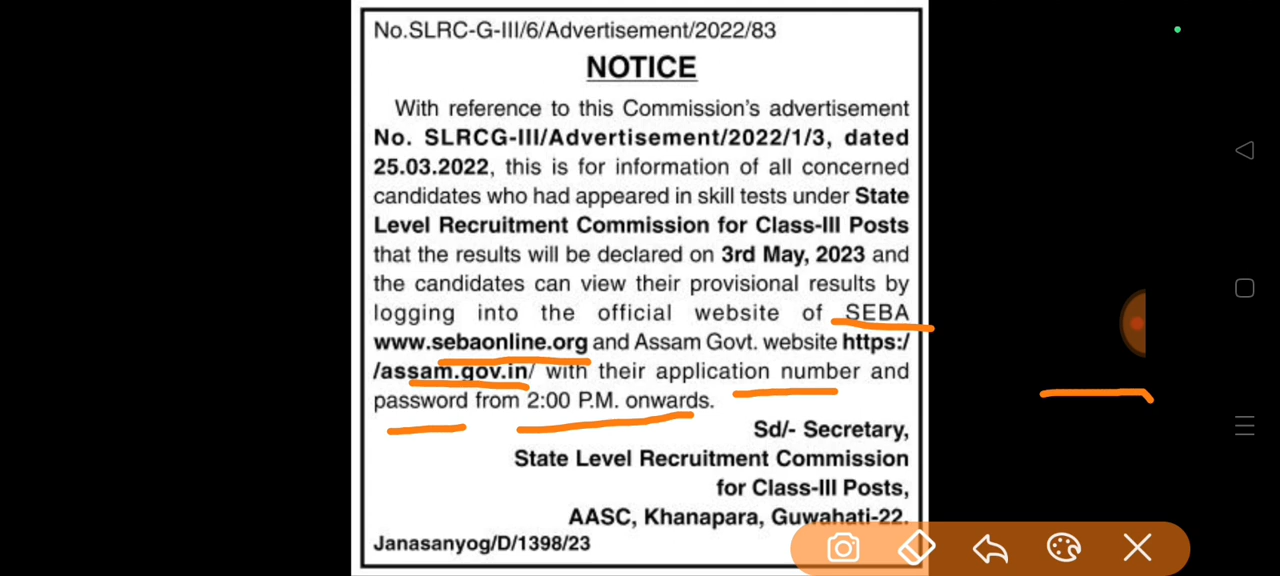 No.SLRC-G-III/6/Advertisement/2022/83
NOTICE
With reference to this Commission's advertisement
No. SLRCG-III/Advertisement/2022/1/3, dated
25.03.2022, this is for information of all concerned
candidates who had appeared in skill tests under State
Level Recruitment Commission for Class-III Posts
that the results will be declared on 3rd May, 2023 and
the candidates can view their provisional results by
logging into the official website of SEBA
www.sebaonline.org and Assam Govt. website https:/
/assam.gov.in/ with their application number and
password from 2:00 P.M. onwards.
Sd/- Secretary,
State Level Recruitment Commission
for Class-III Posts,
AASC, Khanapara, Guwahati-22.
Janasanyog/D/1398/23